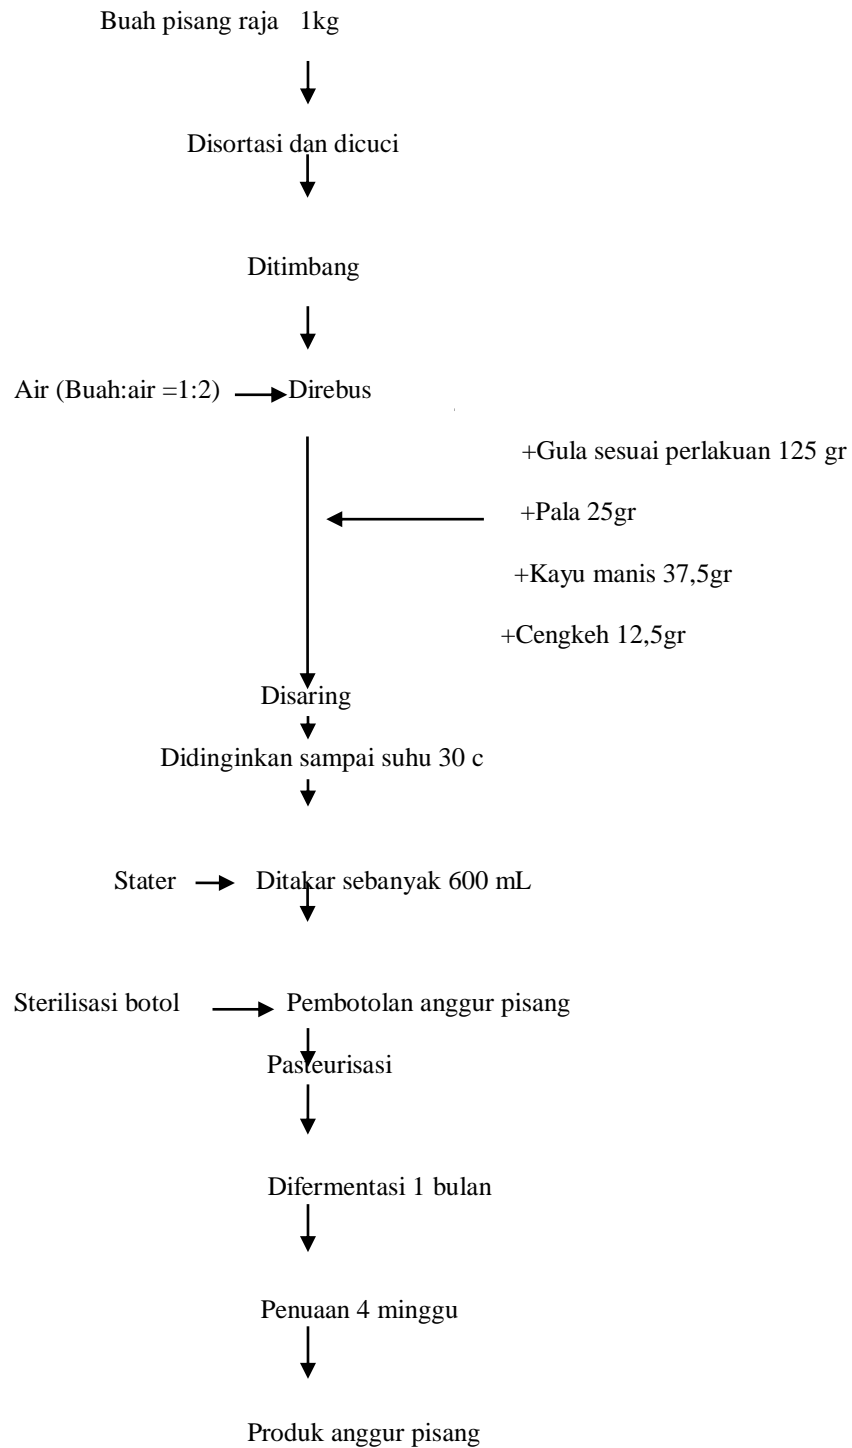 Buah pisang raja 1kg
Disortasi dan dicuci
Ditimbang
Air (Buah:air =1:2) Direbus
+Gula sesuai perlakuan 125 gr
+Pala 25gr
+Kayu manis 37,5gr
+Cengkeh 12,5gr
Disaring
Didinginkan sampai suhu 30 c
Stater Ditakar sebanyak 600 mL
Sterilisasi botol Pembotolan anggur pisang
Pasteurisasi
Difermentasi 1 bulan
Penuaan 4 minggu
Produk anggur pisang